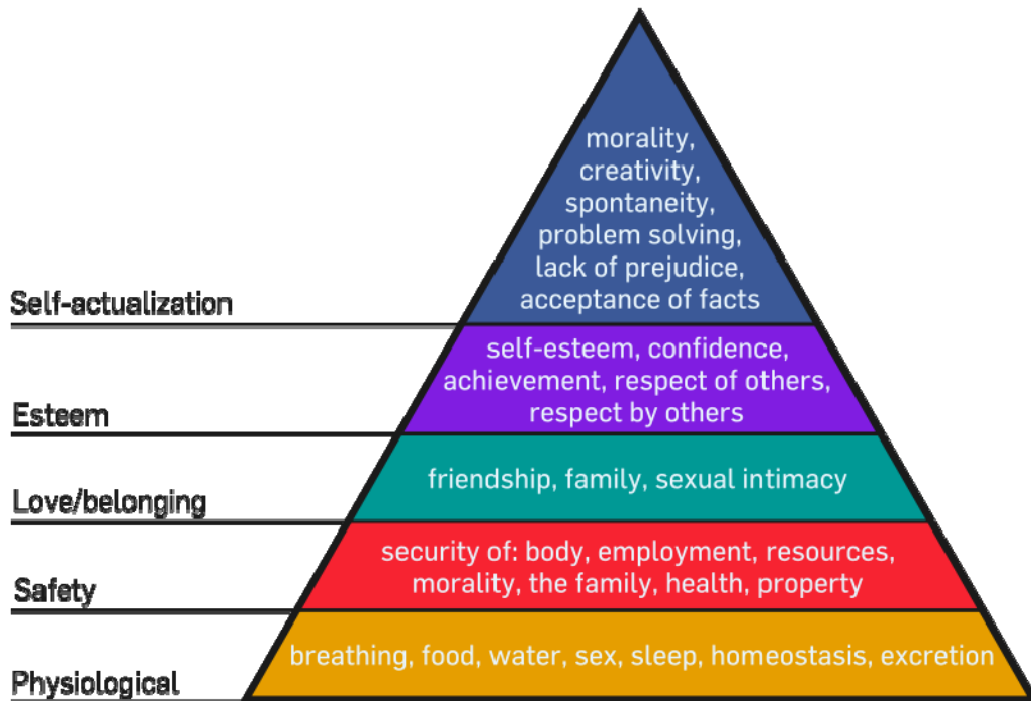 morality,
creativity,
spontaneity,
problem solving,
lack of prejudice,
acceptance of facts
Self-actualization
self-esteem, confidence,
achievement, respect of others,
respect by others
Esteem
friendship, family, sexual intimacy
Love/belonging
security of: body, employment, resources,
morality, the family, health, property
Safety
breathing, food, water, sex, sleep, homeostasis, excretion
Physiological